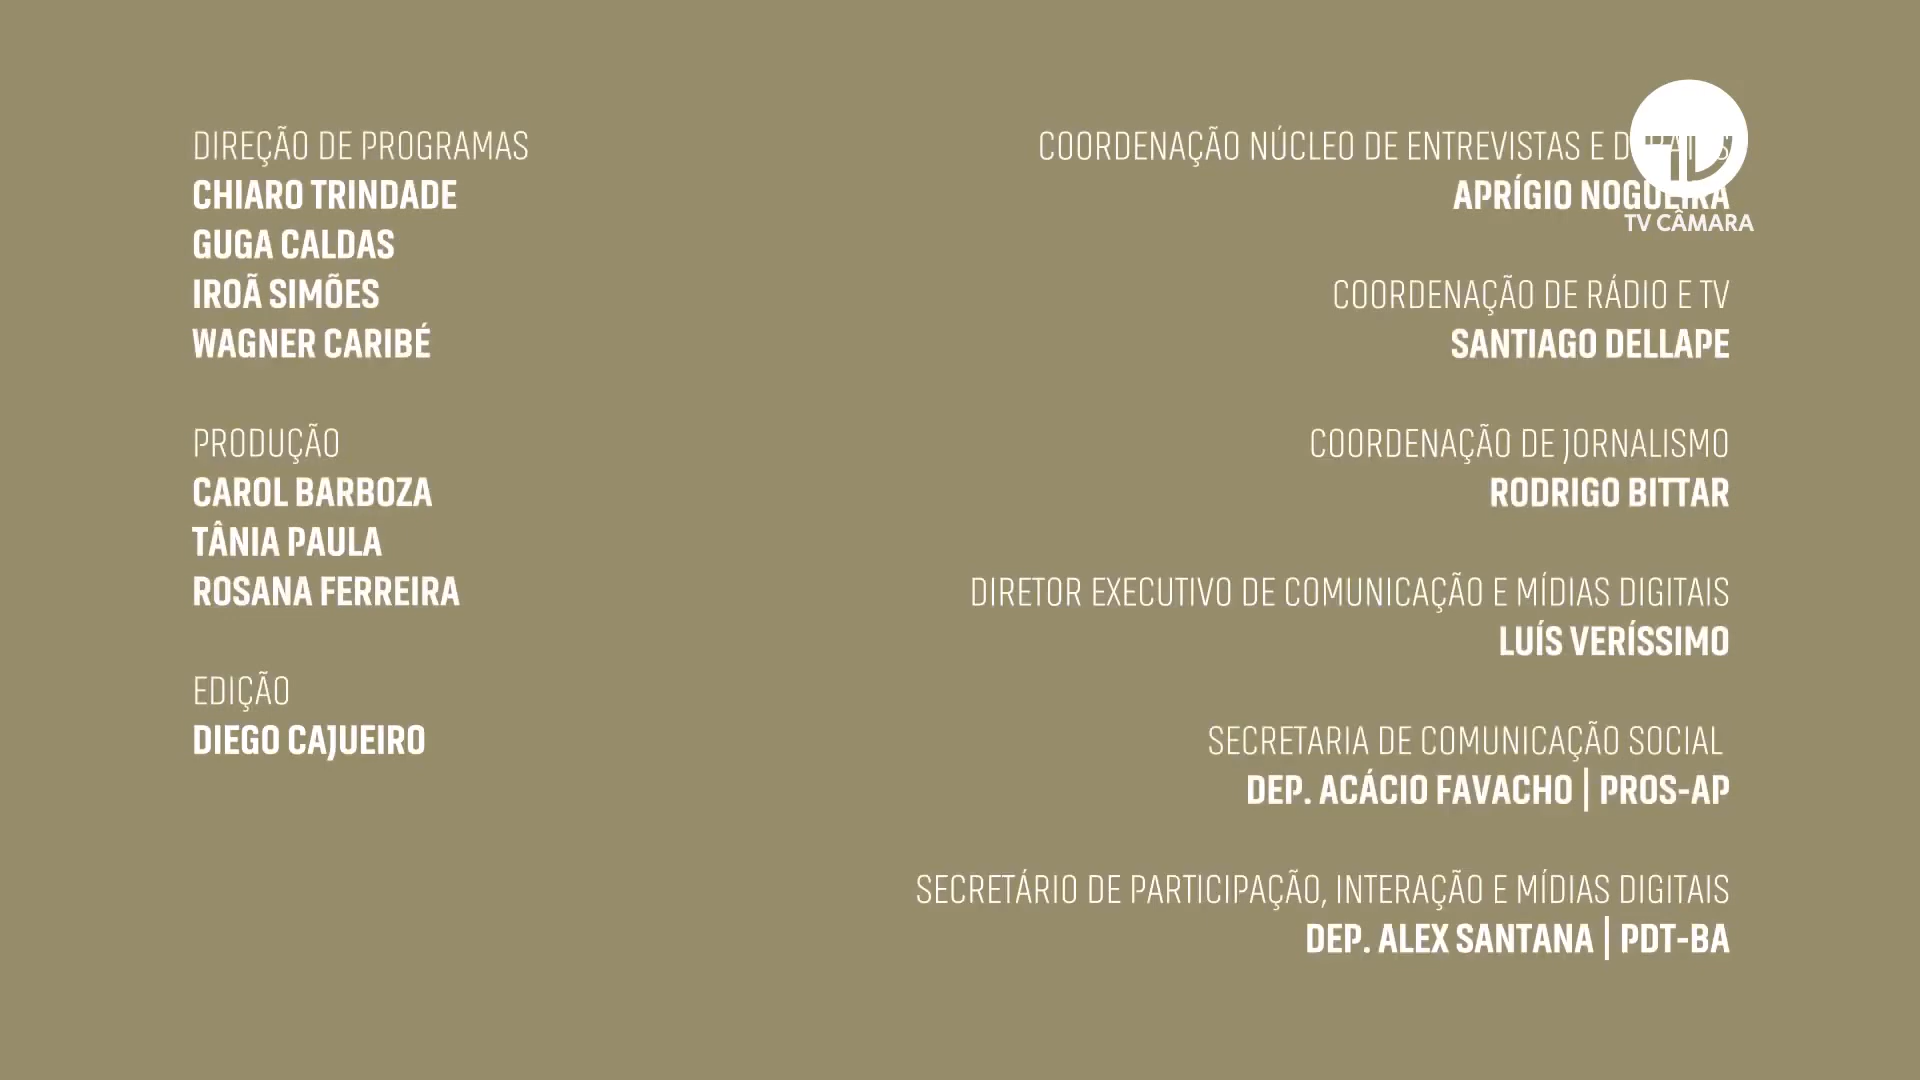 DIREÇÃO DE PROGRAMAS
CHIARO TRINDADE
GUGA CALDAS
IROÃ SIMÕES
WAGNER CARIBÉ
PRODUÇÃO
CAROL BARBOZA
TÂNIA PAULA
ROSANA FERREIRA
EDIÇÃO
DIEGO CAJUEIRO
COORDENAÇÃO NÚCLEO DE ENTREVISTAS E
APRÍGIO NOGUEIRA
TV CÂMARA
COORDENAÇÃO DE RÁDIO E TV
SANTIAGO DELLAPE
COORDENAÇÃO DE JORNALISMO
RODRIGO BITTAR
DIRETOR EXECUTIVO DE COMUNICAÇÃO E MÍDIAS DIGITAIS
LUÍS VERÍSSIMO
SECRETARIA DE COMUNICAÇÃO SOCIAL
DEP. ACÁCIO FAVACHO | PROS-AP
SECRETÁRIO DE PARTICIPAÇÃO, INTERAÇÃO E MÍDIAS DIGITAIS
DEP. ALEX SANTANA | PDT-BA